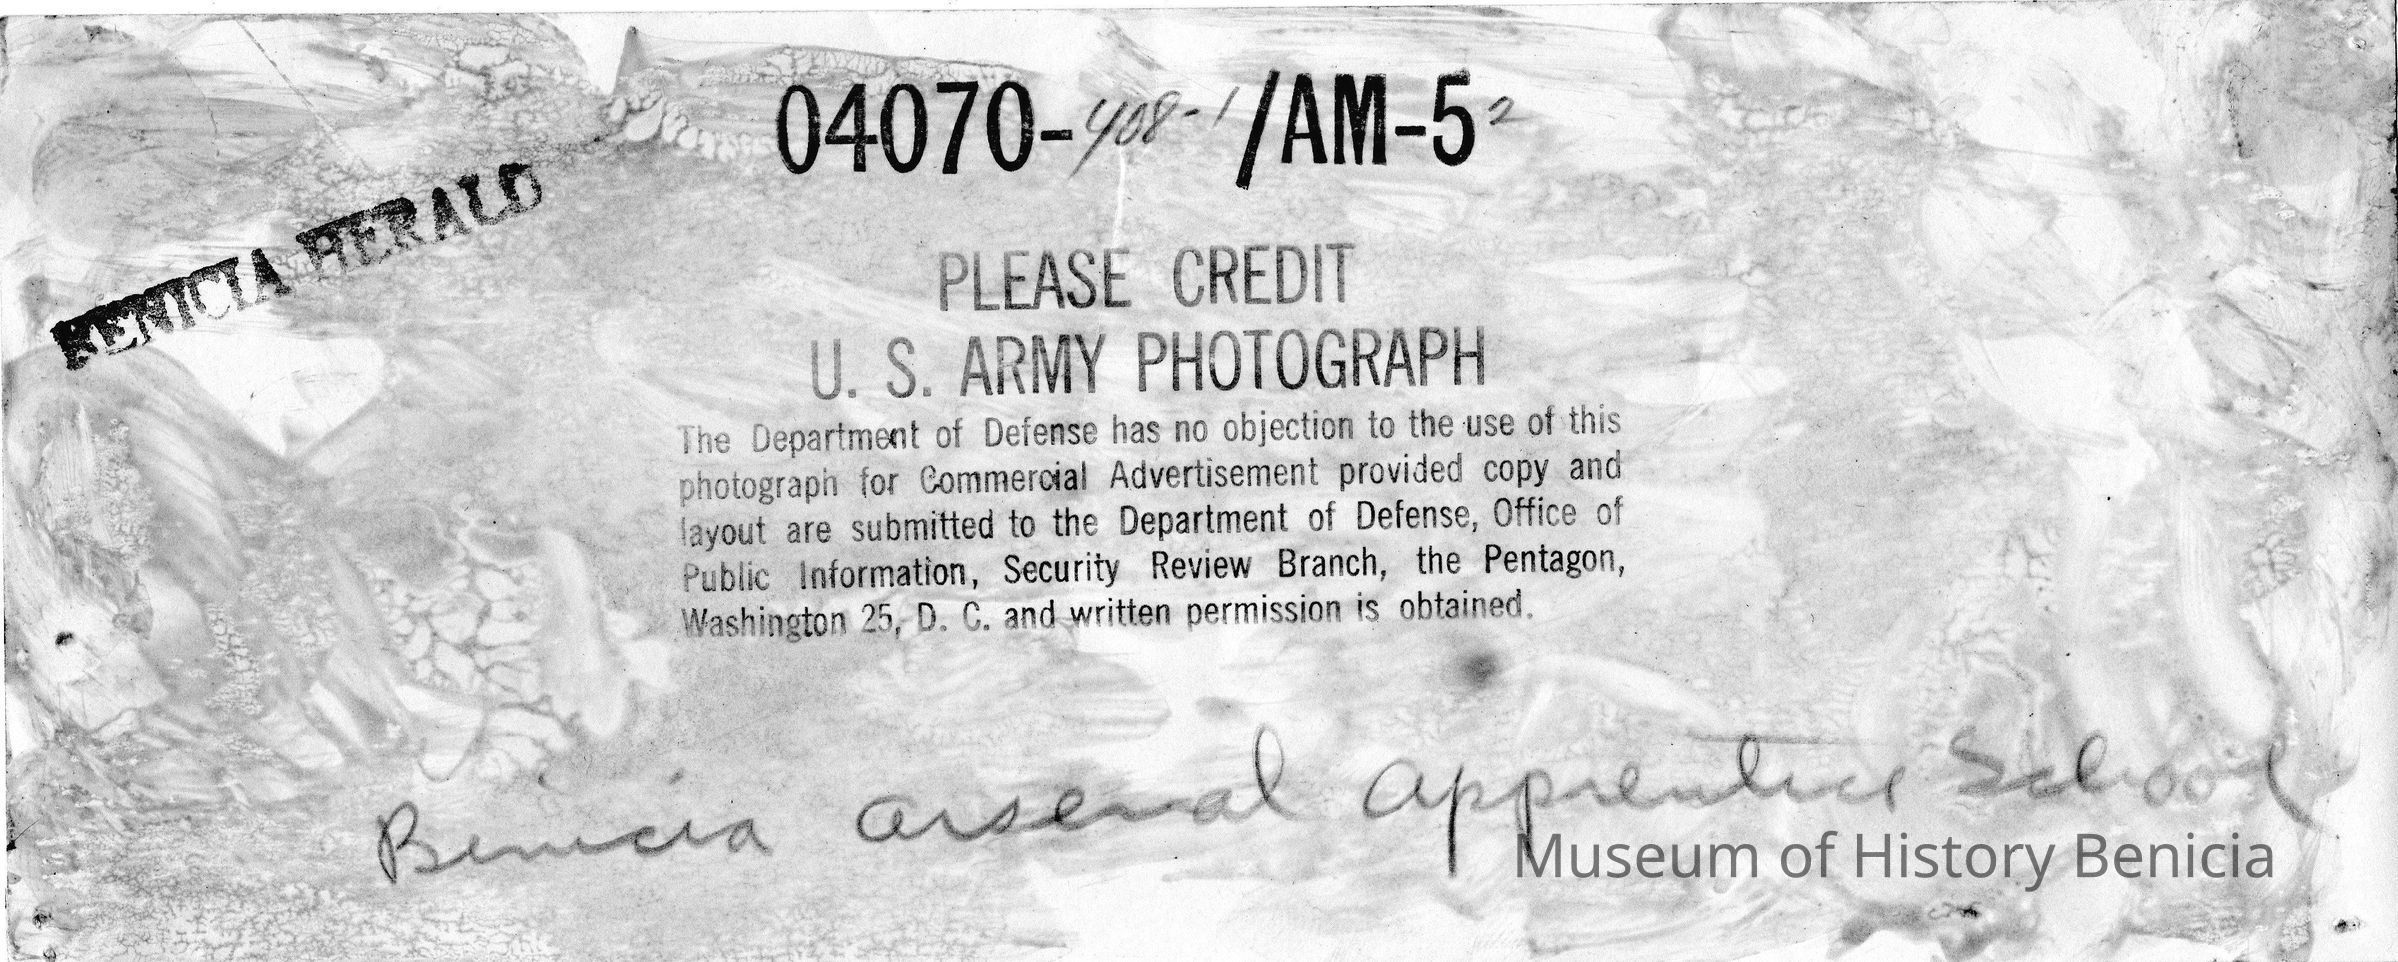 04070-408-1/AM-52
BENICIA HERALD
PLEASE CREDIT
U. S. ARMY PHOTOGRAPH
The Department of Defense has no objection to the use of this
photograph for Commercial Advertisement provided copy and
layout are submitted to the Department of Defense, Office of
Public Information, Security Review Branch, the Pentagon,
Washington 25, D. C. and written permission is obtained.
Benicia Arsenal Apprentice School
Museum of History Benicia